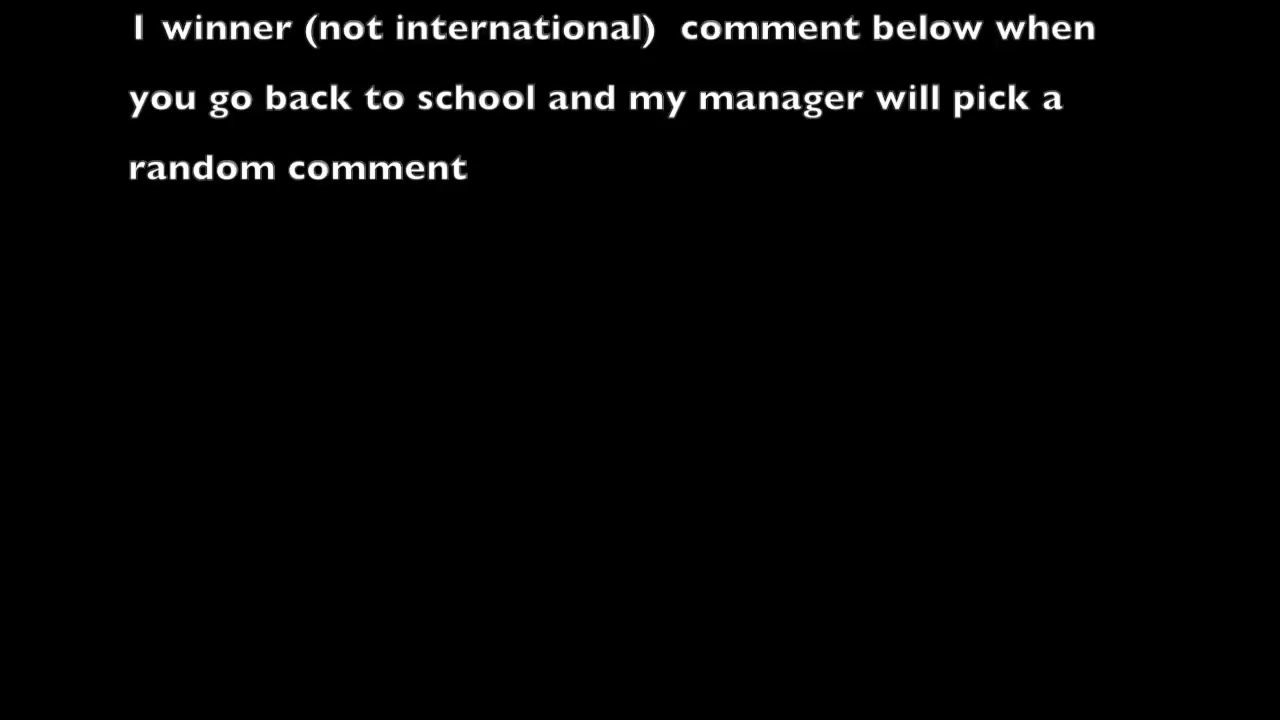 1 winner (not international)  comment below when
you go back to school and my manager will pick a
random comment